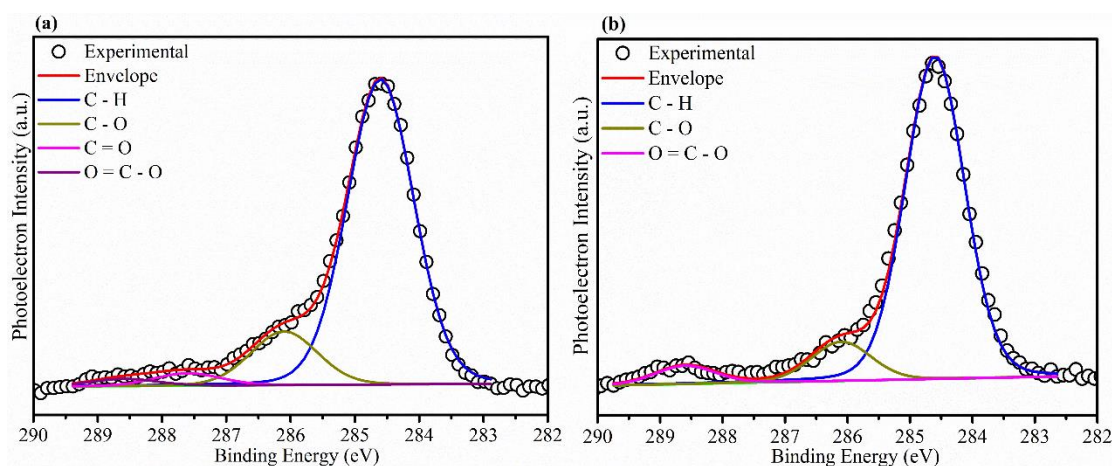 (a)
Experimental
Envelope
C - H
C - O
C = O
O = C - O
Photoelectron Intensity (a.u.)
290 289 288 287 286 285 284 283 282
Binding Energy (eV)
(b)
Experimental
Envelope
C - H
C - O
O = C - O
Photoelectron Intensity (a.u.)
290 289 288 287 286 285 284 283 282
Binding Energy (eV)